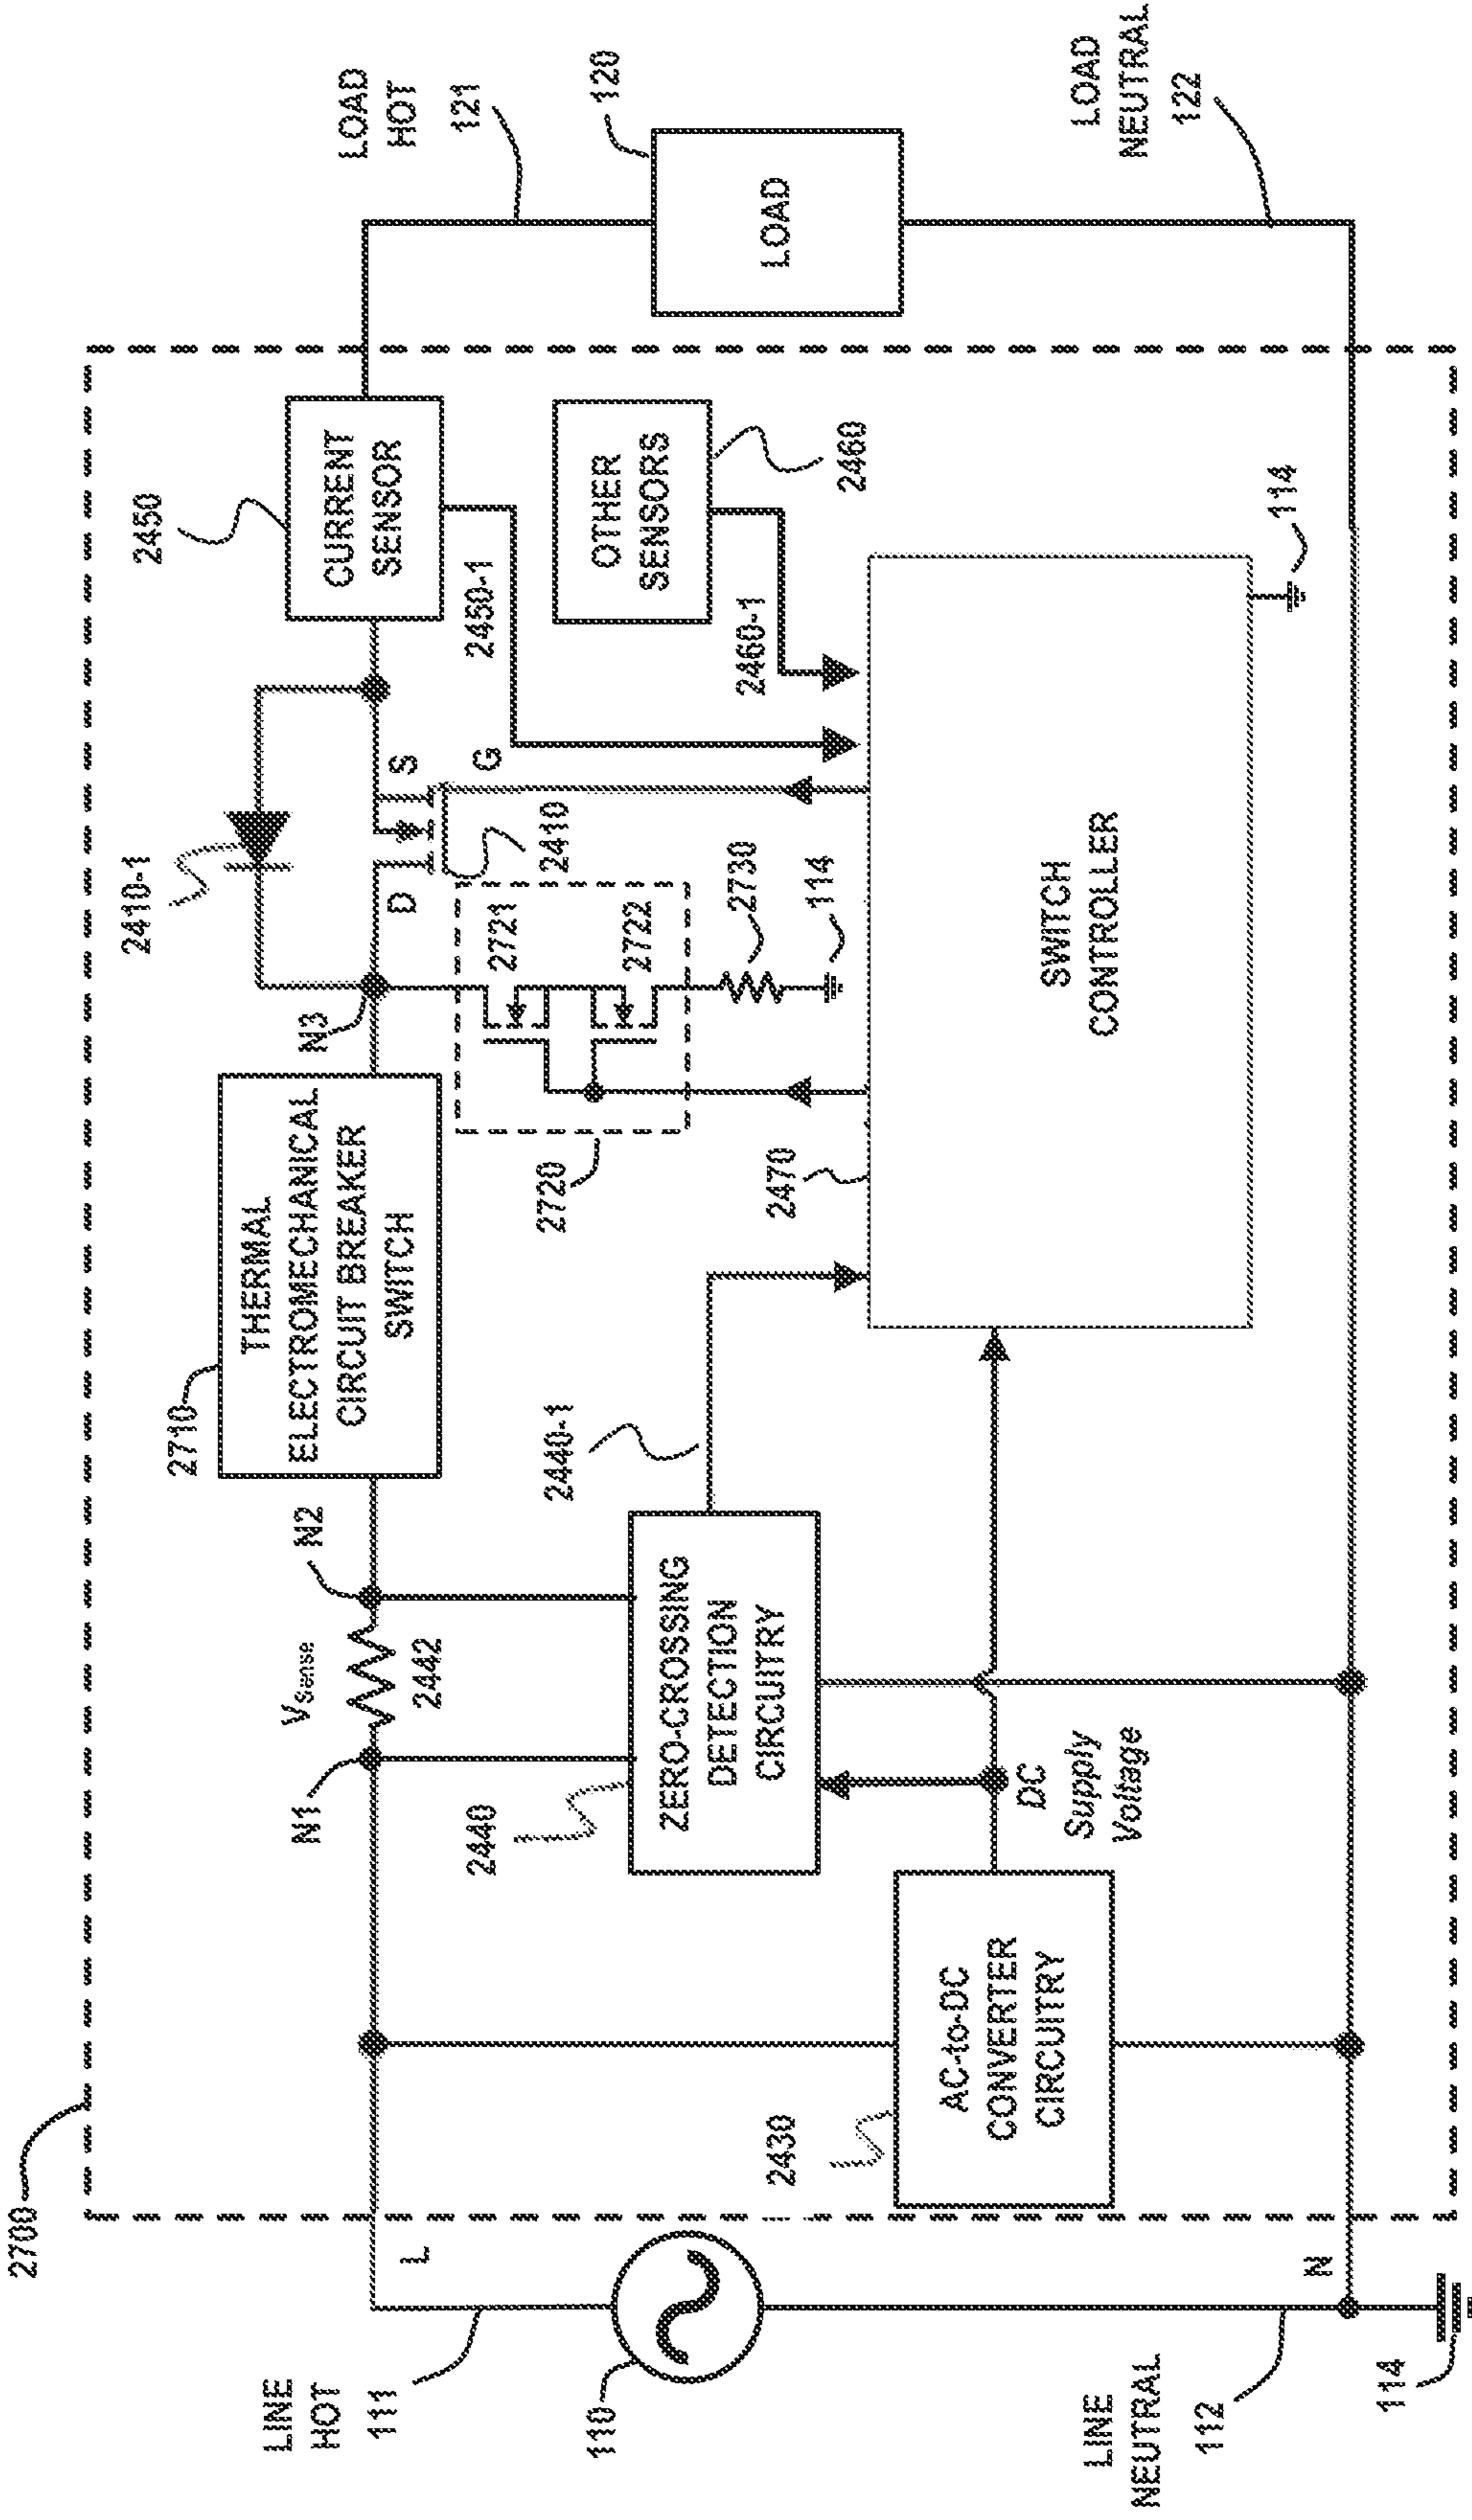 2700
LINE
HOT
111
L
110
LINE
NEUTRAL
112
N
114
2430
AC-to-DC
CONVERTER
CIRCUITRY
DC
Supply
Voltage
N1
VSense
2442
N2
2440
ZERO-CROSSING
DETECTION
CIRCUITRY
2440-1
2710
THERMAL
ELECTROMECHANICAL
CIRCUIT BREAKER
SWITCH
N3
2410-1
D
S
G
2410
2720
2721
2722
2730
114
2470
SWITCH
CONTROLLER
114
2450
CURRENT
SENSOR
2450-1
OTHER
SENSORS
2460
2460-1
LOAD
HOT
121
120
LOAD
LOAD
NEUTRAL
122